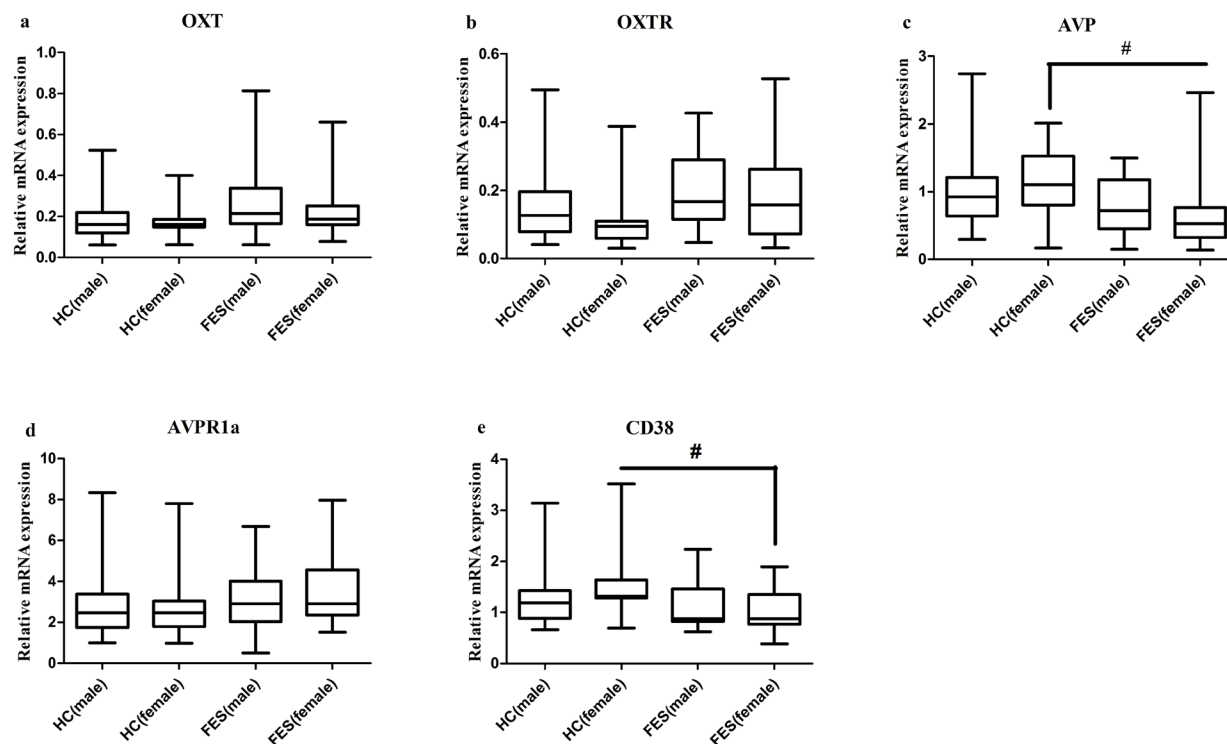 a
OXT
Relative mRNA expression
1.0
0.8
0.6
0.4
0.2
0.0
HC(male)
HC(female)
FES(male)
FES(female)
b
OXTR
Relative mRNA expression
0.6
0.4
0.2
0.0
HC(male)
HC(female)
FES(male)
FES(female)
c
AVP
#
Relative mRNA expression
3
2
1
0
HC(male)
HC(female)
FES(male)
FES(female)
d
AVPR1a
Relative mRNA expression
10
8
6
4
2
0
HC(male)
HC(female)
FES(male)
FES(female)
e
CD38
#
Relative mRNA expression
4
3
2
1
0
HC(male)
HC(female)
FES(male)
FES(female)